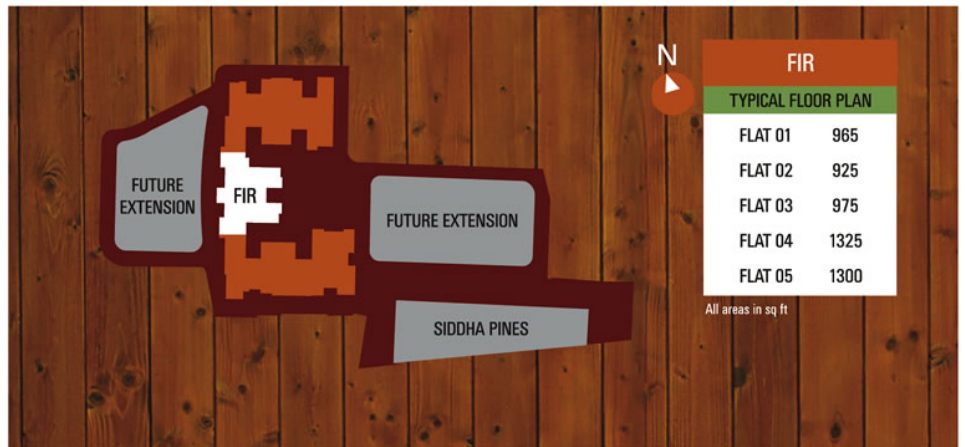 FUTURE
EXTENSION
FIR
FUTURE EXTENSION
SIDDHA PINES
N
FIR
TYPICAL FLOOR PLAN
FLAT 01 965
FLAT 02 925
FLAT 03 975
FLAT 04 1325
FLAT 05 1300
All areas in sq ft